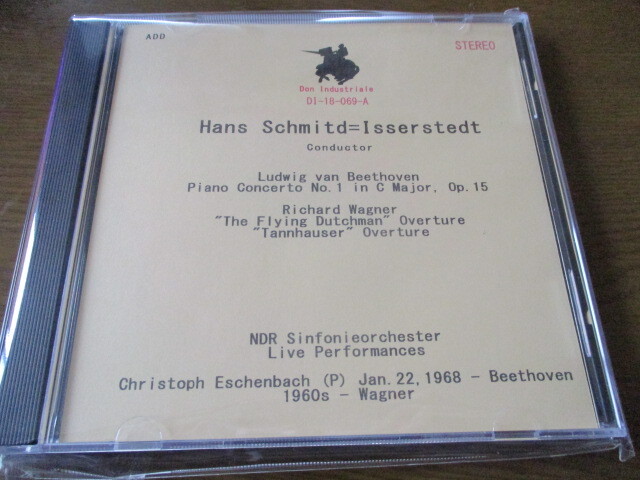 ADD
STEREO
Don Industriale
DI-18-069-A
Hans Schmitd=Isserstedt
Conductor
Ludwig van Beethoven
Piano Concerto No.1 in C Major, Op.15
Richard Wagner
"The Flying Dutchman" Overture
"Tannhauser" Overture
NDR Sinfonieorchester
Live Performances
Christoph Eschenbach (P) Jan.22,1968 - Beethoven
1960s - Wagner